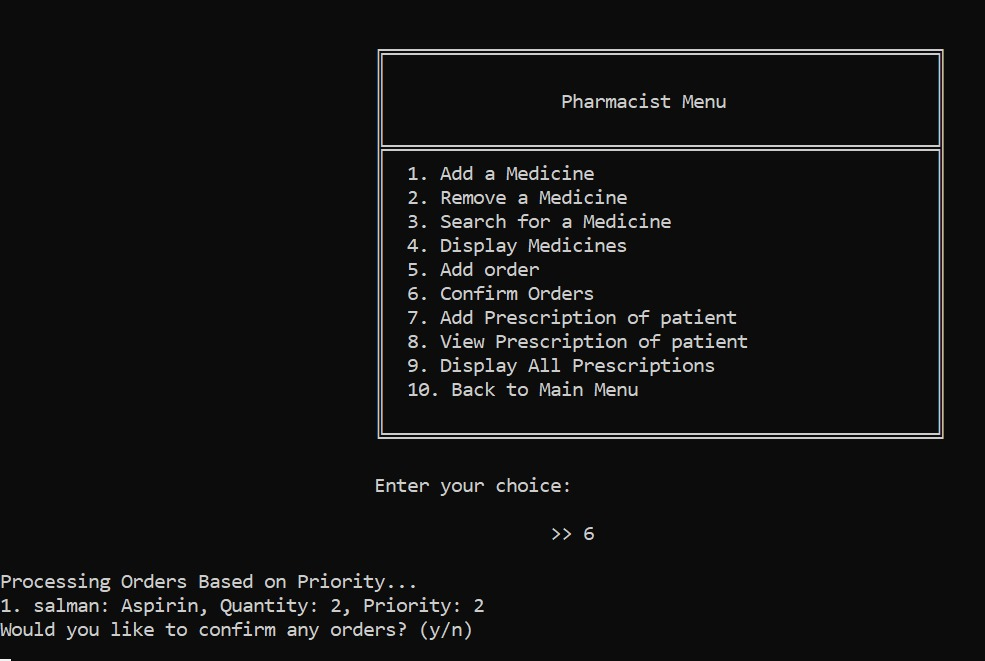 Pharmacist Menu
1. Add a Medicine
2. Remove a Medicine
3. Search for a Medicine
4. Display Medicines
5. Add order
6. Confirm Orders
7. Add Prescription of patient
8. View Prescription of patient
9. Display All Prescriptions
10. Back to Main Menu
Enter your choice:
>> 6
Processing Orders Based on Priority...
1. salman: Aspirin, Quantity: 2, Priority: 2
Would you like to confirm any orders? (y/n)